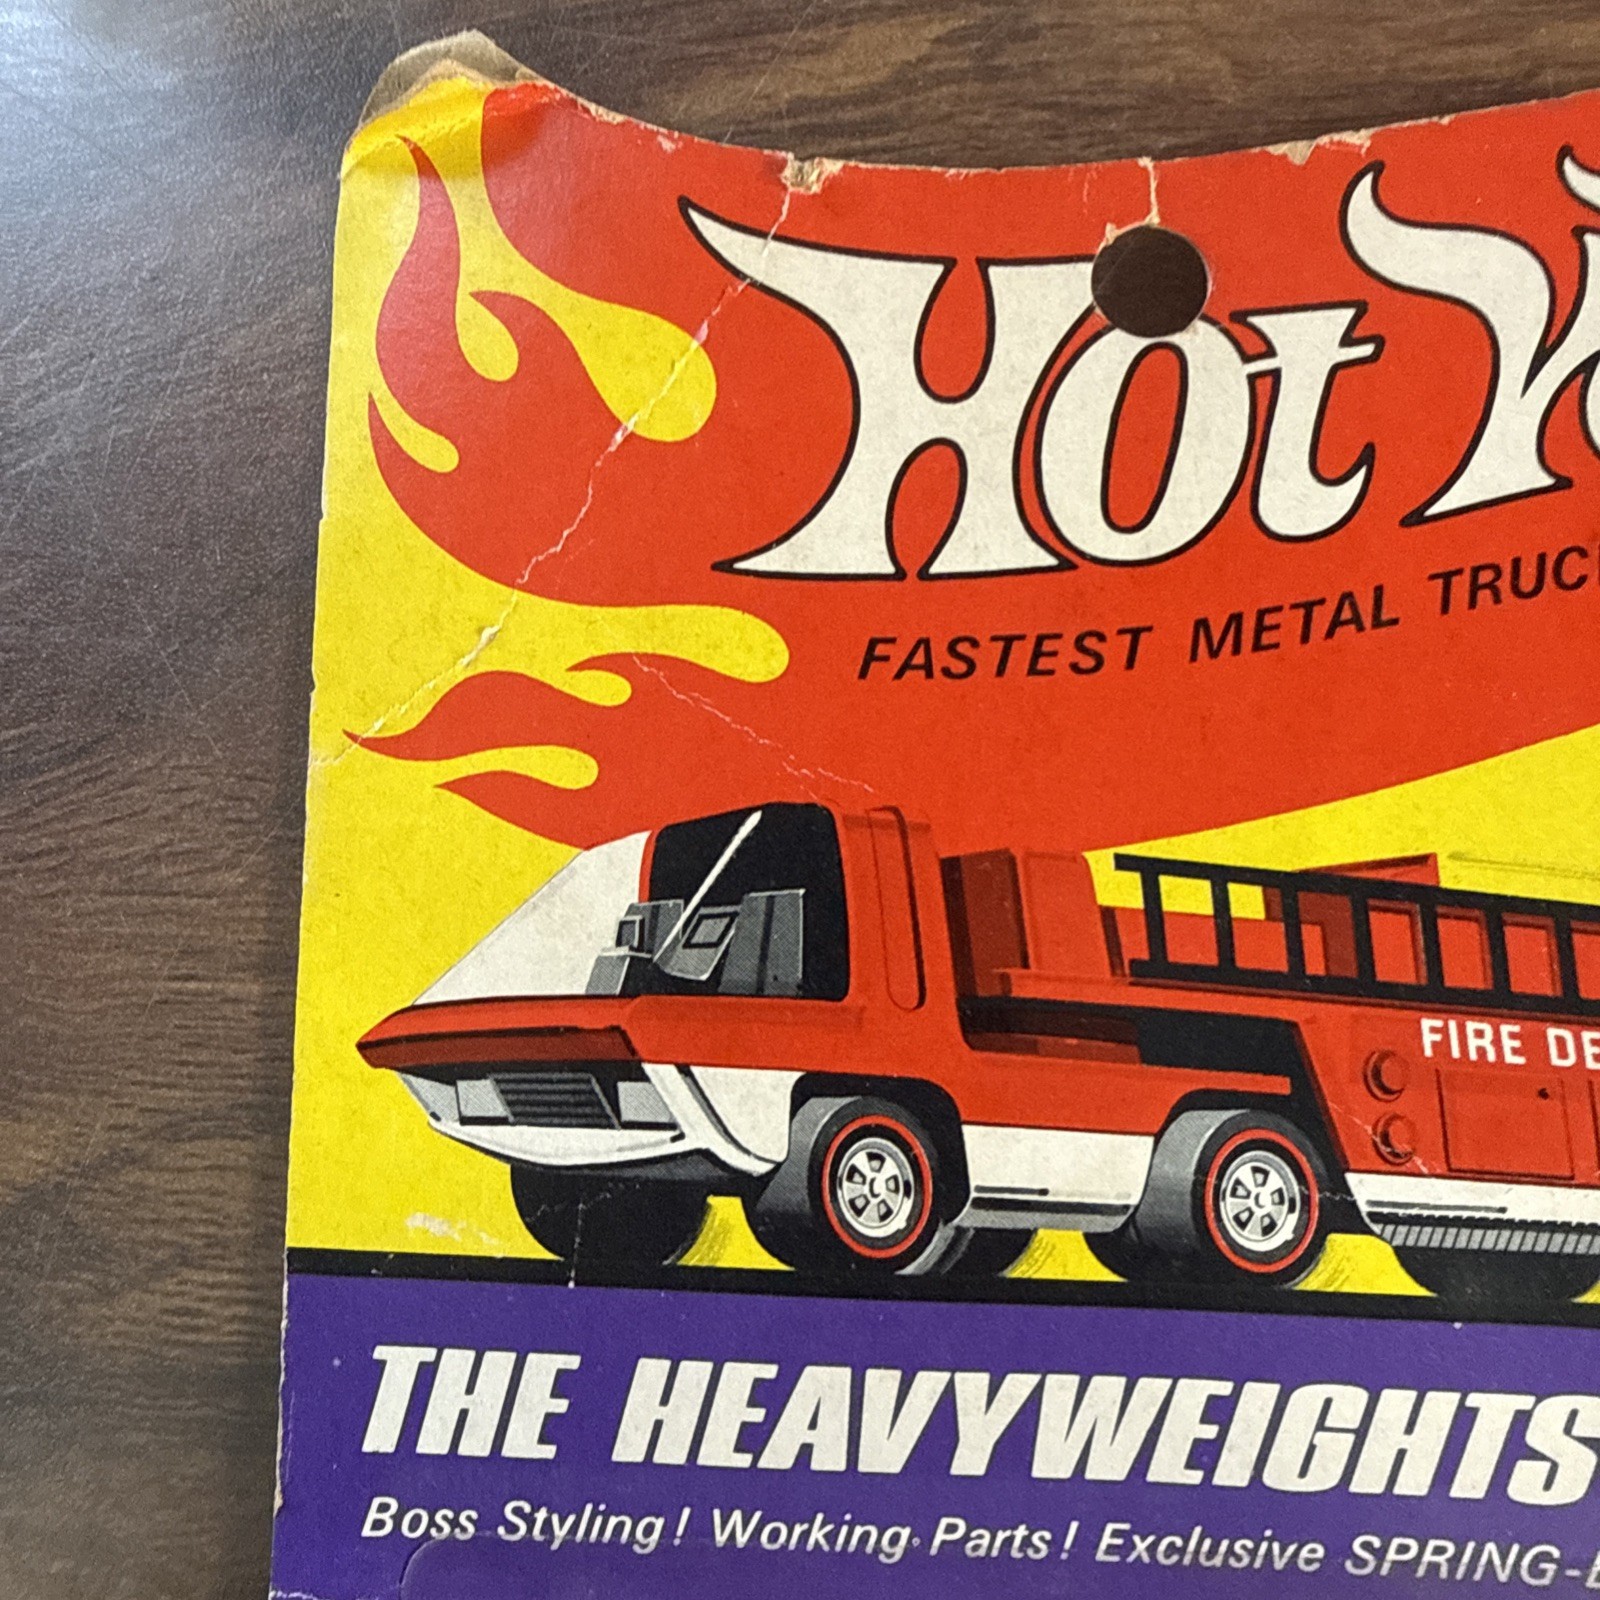 Hot W
FASTEST METAL TRUC
FIRE DE
THE HEAVYWEIGHTS
Boss Styling! Working Parts! Exclusive SPRING-